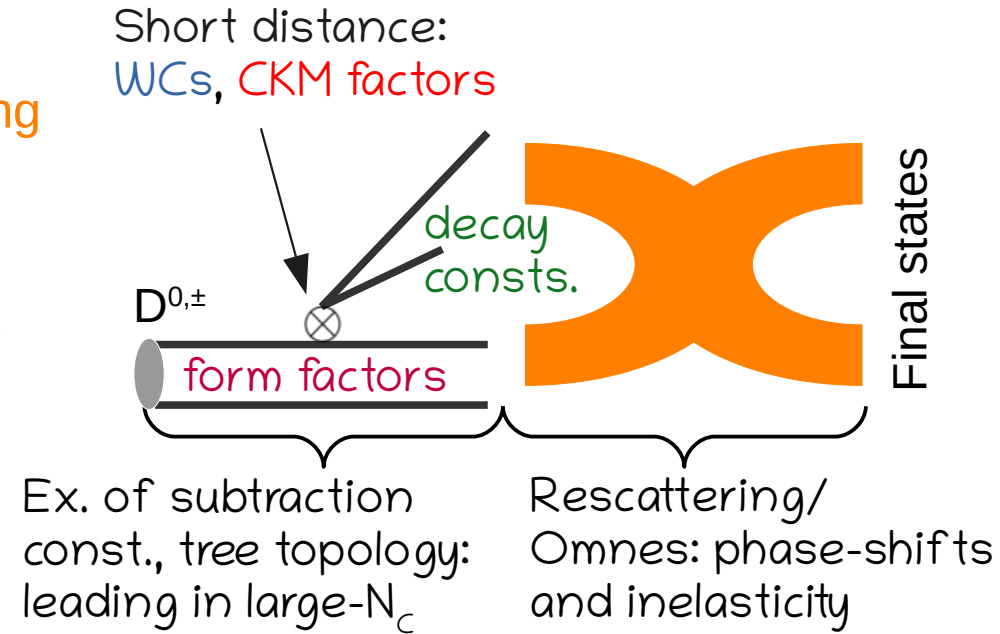 Short distance:
WCs, CKM factors
ng
decay
consts.
D0,±
form factors
Final states
Ex. of subtraction
const., tree topology:
leading in large-NC
Rescattering/
Omnes: phase-shifts
and inelasticity